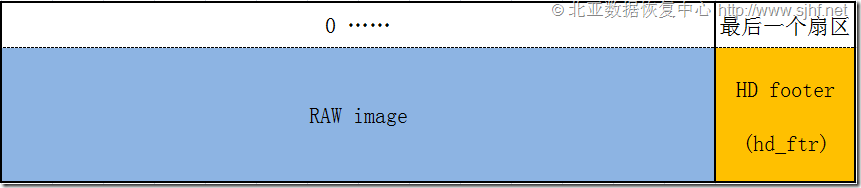 © 北亚数据恢复中心 http://www.sjhf.net
0 ……
最后一个扇区
RAW image
HD footer
(hd_ftr)